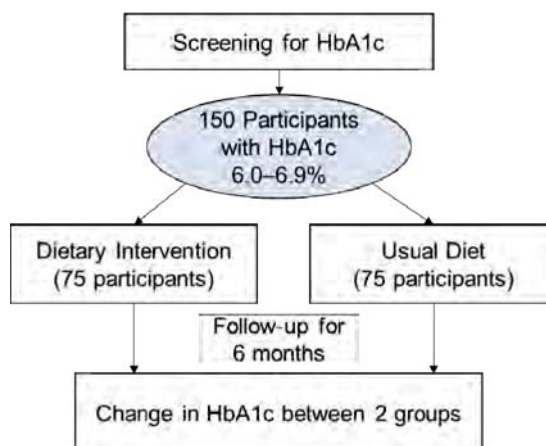 Screening for HbA1c
150 Participants
with HbA1c
6.0–6.9%
Dietary Intervention
(75 participants)
Usual Diet
(75 participants)
Follow-up for
6 months
Change in HbA1c between 2 groups